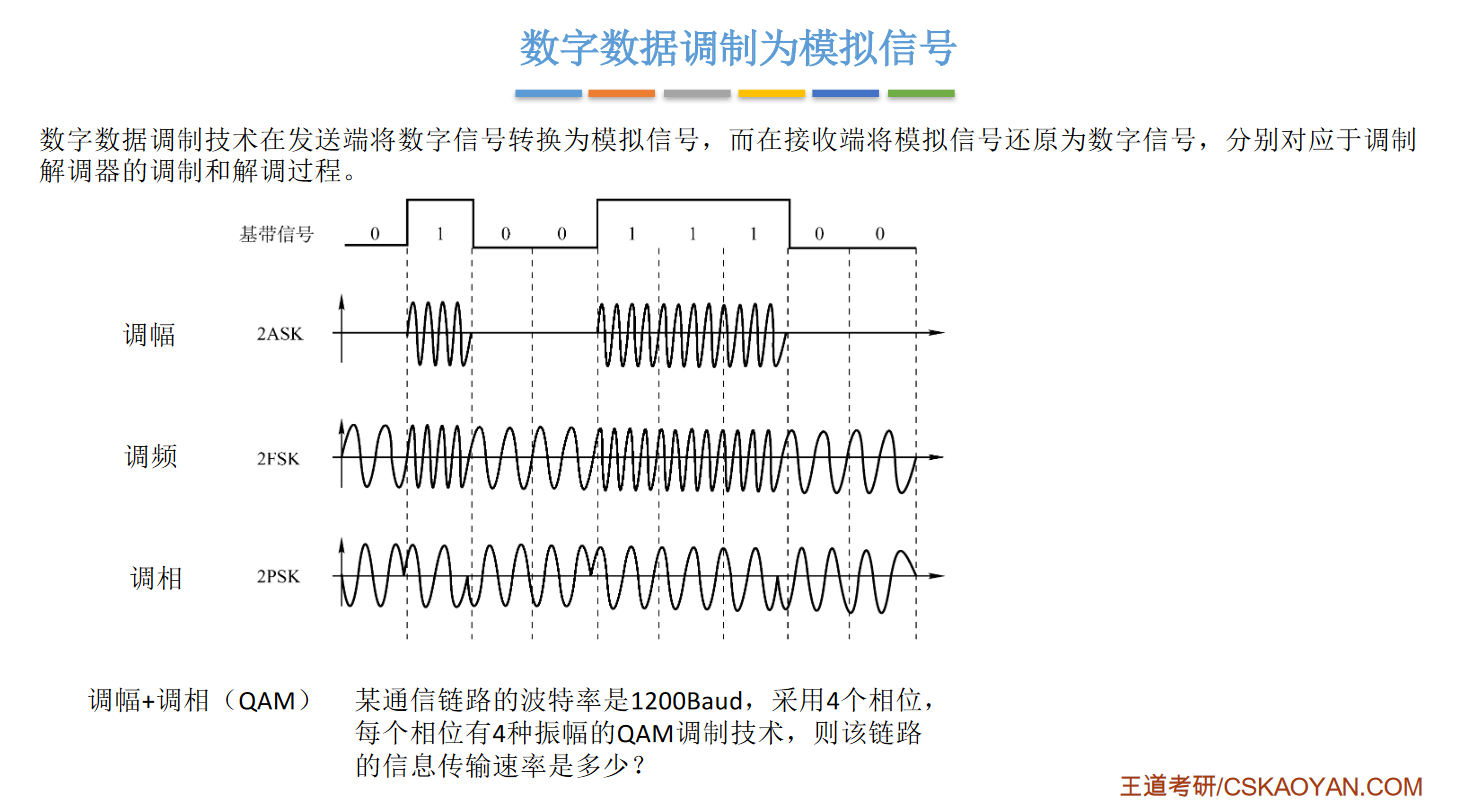 数字数据调制为模拟信号
数字数据调制技术在发送端将数字信号转换为模拟信号，而在接收端将模拟信号还原为数字信号，分别对应于调制
解调器的调制和解调过程。
基带信号 0 1 0 0 1 1 1 0 0
调幅 2ASK
调频 2FSK
调相 2PSK
调幅+调相（QAM） 某通信链路的波特率是1200Baud，采用4个相位，
每个相位有4种振幅的QAM调制技术，则该链路
的信息传输速率是多少？
王道考研/CSKAOYAN.COM